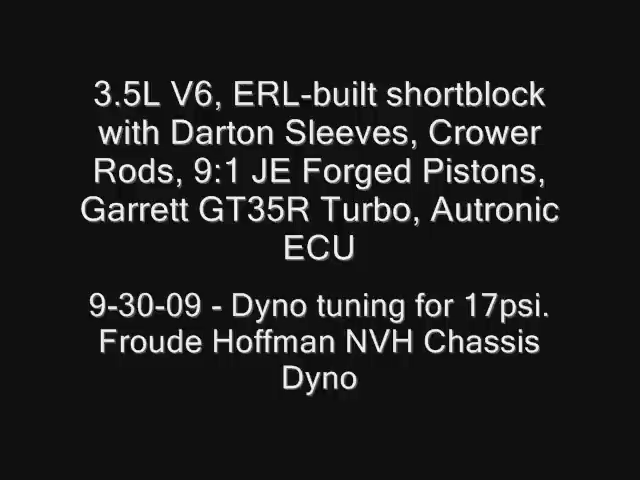 3.5L V6, ERL-built shortblock
with Darton Sleeves, Crower
Rods, 9:1 JE Forged Pistons,
Garrett GT35R Turbo, Autronic
ECU
9-30-09 - Dyno tuning for 17psi.
Froude Hoffman NVH Chassis
Dyno